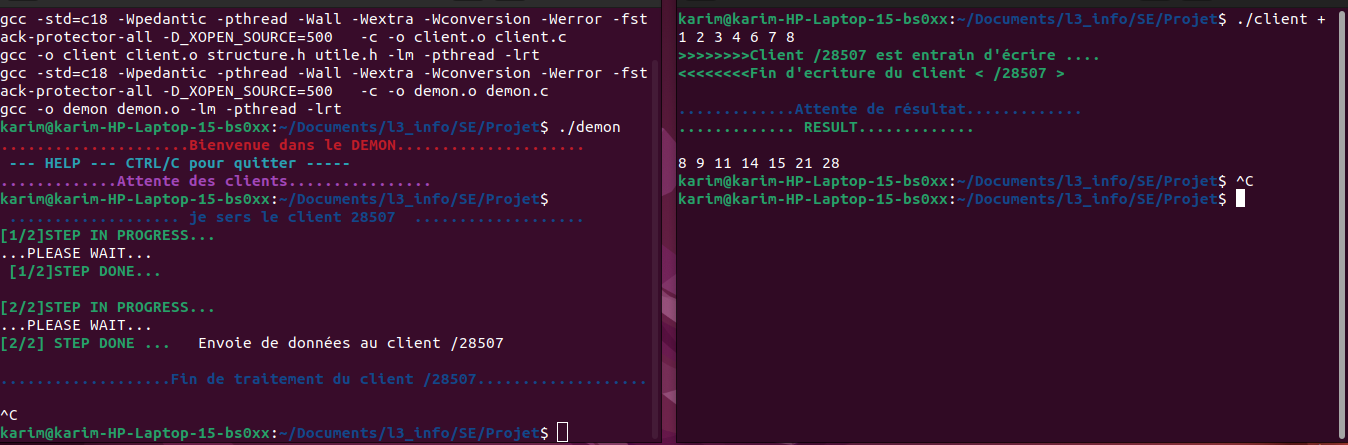 gcc -std=c18 -Wpedantic -pthread -Wall -Wextra -Wconversion -Werror -fst
ack-protector-all -D_XOPEN_SOURCE=500   -c -o client.o client.c
gcc -o client client.o structure.h utile.h -lm -pthread -lrt
gcc -std=c18 -Wpedantic -pthread -Wall -Wextra -Wconversion -Werror -fst
ack-protector-all -D_XOPEN_SOURCE=500   -c -o demon.o demon.c
gcc -o demon demon.o -lm -pthread -lrt
karim@karim-HP-Laptop-15-bs0xx:~/Documents/l3_info/SE/Projet$ ./demon
.....................Bienvenue dans le DEMON.....................
 --- HELP --- CTRL/C pour quitter -----
.............Attente des clients................
karim@karim-HP-Laptop-15-bs0xx:~/Documents/l3_info/SE/Projet$
 ................... je sers le client 28507  ...................
[1/2]STEP IN PROGRESS...
...PLEASE WAIT...
 [1/2]STEP DONE...
[2/2]STEP IN PROGRESS...
...PLEASE WAIT...
[2/2] STEP DONE ...   Envoie de données au client /28507
...................Fin de traitement du client /28507...................
^C
karim@karim-HP-Laptop-15-bs0xx:~/Documents/l3_info/SE/Projet$
karim@karim-HP-Laptop-15-bs0xx:~/Documents/l3_info/SE/Projet$ ./client +
1 2 3 4 6 7 8
>>>>>>>>Client /28507 est entrain d'écrire ....
<<<<<<<<Fin d'ecriture du client < /28507 >
.............Attente de résultat.............
............. RESULT.............
8 9 11 14 15 21 28
karim@karim-HP-Laptop-15-bs0xx:~/Documents/l3_info/SE/Projet$ ^C
karim@karim-HP-Laptop-15-bs0xx:~/Documents/l3_info/SE/Projet$